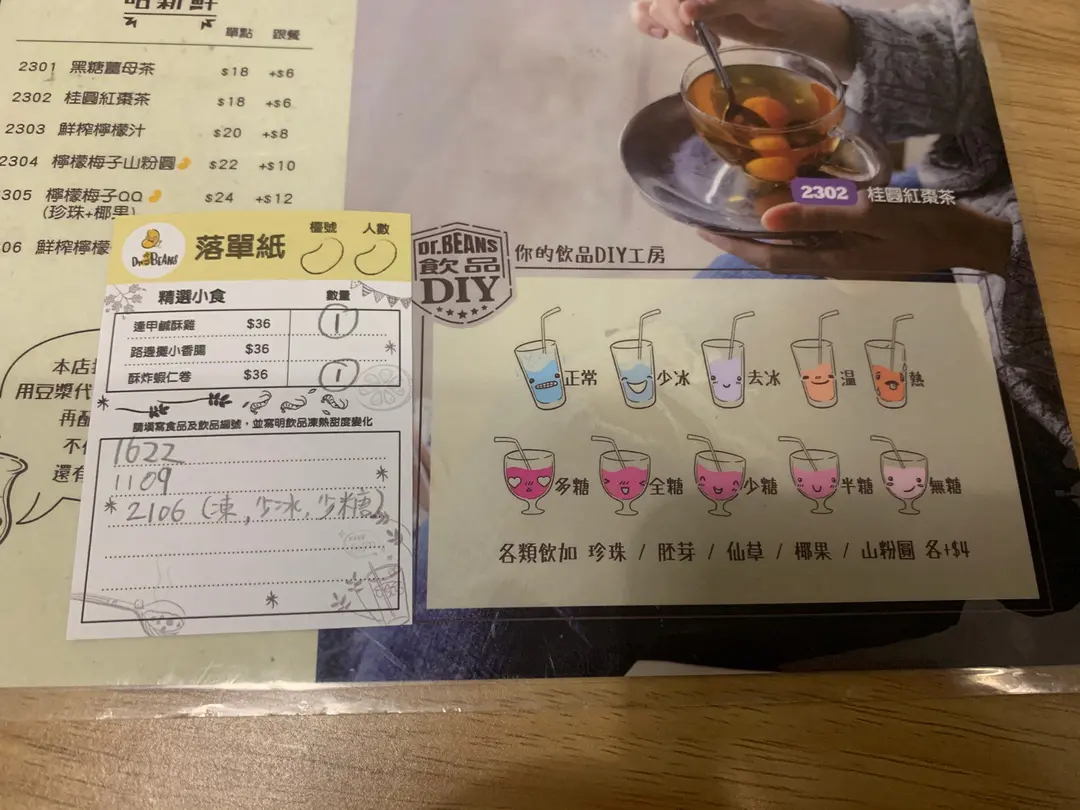 單點 跟餐
2301 黑糖薑母茶 $18 +$6
2302 桂圓紅棗茶 $18 +$6
2303 鮮榨檸檬汁 $20 +$8
2304 檸檬梅子山粉圓 $22 +$10
305 檸檬梅子QQ $24 +$12
(珍珠+椰果)
06 鮮榨檸檬
本店
用豆漿代
再
不
還有
Dr.BEANS
落單紙
檯號 人數
精選小食 數量
連甲鹹酥雞 $36 1
路邊攤小香腸 $36
酥炸蝦仁卷 $36 1
請填寫食品及飲品編號，並寫明飲品凍熱甜度變化
1622
1109
2106 (凍,少冰,少糖)
2302 桂圓紅棗茶
Dr.BEANS
飲品
DIY
你的飲品DIY工房
正常 少冰 去冰 溫 熱
多糖 全糖 少糖 半糖 無糖
各類飲加 珍珠 / 胚芽 / 仙草 / 椰果 / 山粉圓 各+$4